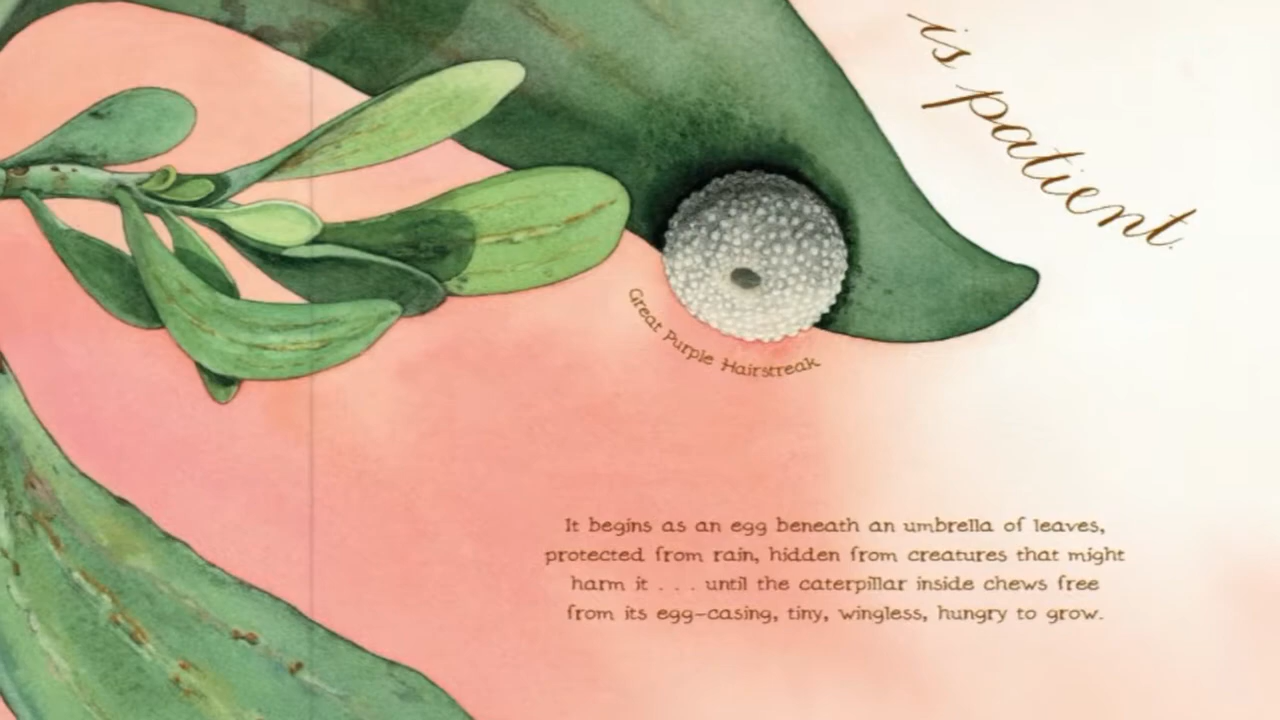 is patient.
Great Purple Hairstreak
It begins as an egg beneath an umbrella of leaves,
protected from rain, hidden from creatures that might
harm it . . . until the caterpillar inside chews free
from its egg-casing, tiny, wingless, hungry to grow.